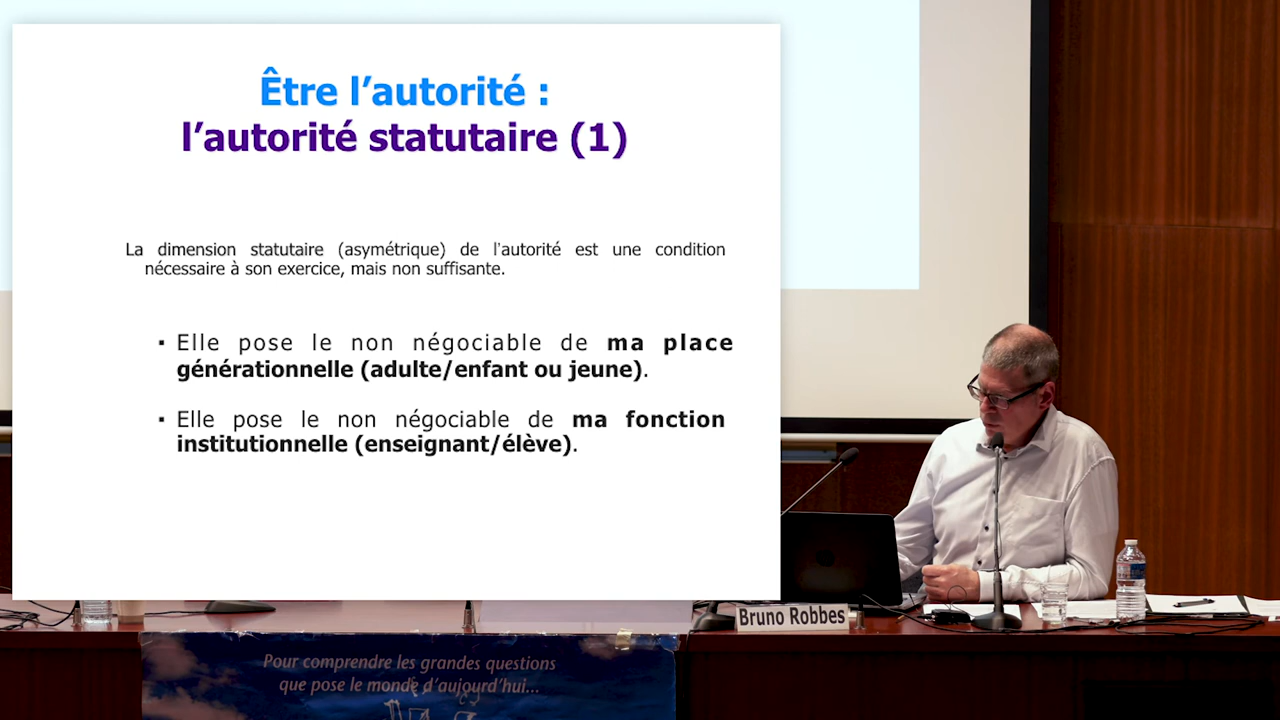 Être l’autorité :
l’autorité statutaire (1)
La dimension statutaire (asymétrique) de l’autorité est une condition
nécessaire à son exercice, mais non suffisante.
▪ Elle pose le non négociable de ma place
générationnelle (adulte/enfant ou jeune).
▪ Elle pose le non négociable de ma fonction
institutionnelle (enseignant/élève).
Bruno Robbes
Pour comprendre les grandes questions
que pose le monde d’aujourd’hui...